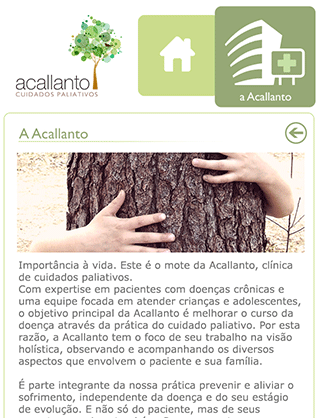 acallanto
CUIDADOS PALIATIVOS
a Acallanto
A Acallanto
Importância à vida. Este é o mote da Acallanto, clínica
de cuidados paliativos.
Com expertise em pacientes com doenças crônicas e
uma equipe focada em atender crianças e adolescentes,
o objetivo principal da Acallanto é melhorar o curso da
doença através da prática do cuidado paliativo. Por esta
razão, a Acallanto tem o foco de seu trabalho na visão
holística, observando e acompanhando os diversos
aspectos que envolvem o paciente e sua família.
É parte integrante da nossa prática prevenir e aliviar o
sofrimento, independente da doença e do seu estágio
de evolução. E não só do paciente, mas de seus